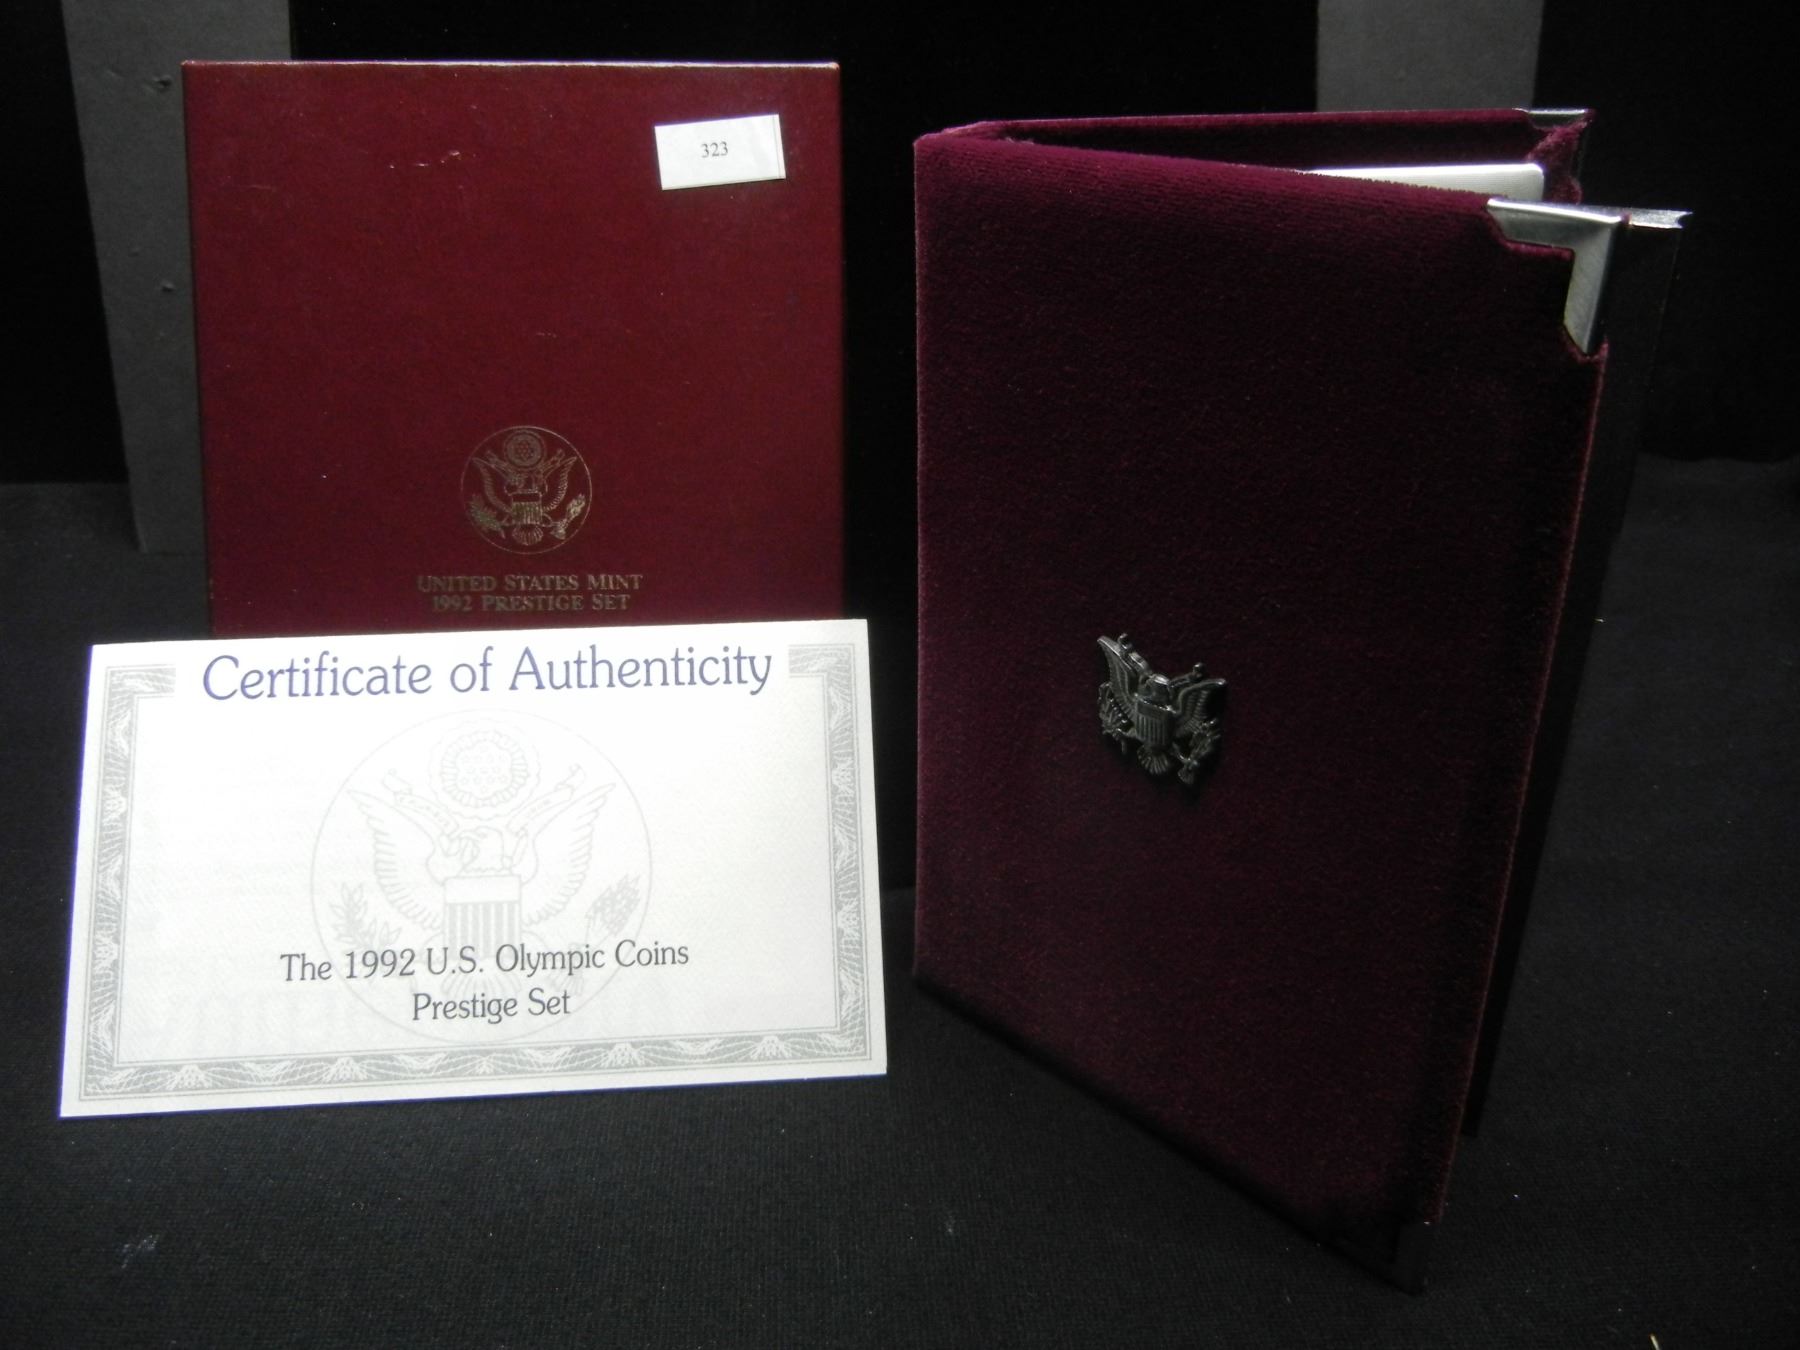 323
UNITED STATES MINT
1992 PRESTIGE SET
Certificate of Authenticity
The 1992 U.S. Olympic Coins
Prestige Set